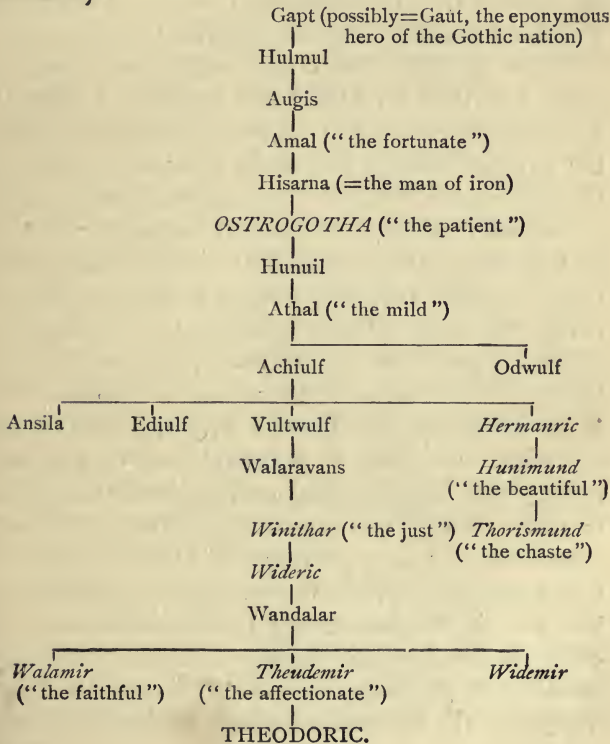 Gapt (possibly=Gaut, the eponymous
hero of the Gothic nation)
Hulmul
Augis
Amal (“ the fortunate ”)
Hisarna (=the man of iron)
OSTROGOTHA (“ the patient ”)
Hunuil
Athal (“ the mild ”)
Achiulf Odwulf
Ansila Ediulf Vultwulf Hermanric
Walaravans Hunimund
(“ the beautiful ”)
Winithar (“ the just ”) Thorismund
(“ the chaste ”)
Wideric
Wandalar
Walamir Theudemir Widemir
(“ the faithful ”) (“ the affectionate ”)
THEODORIC.